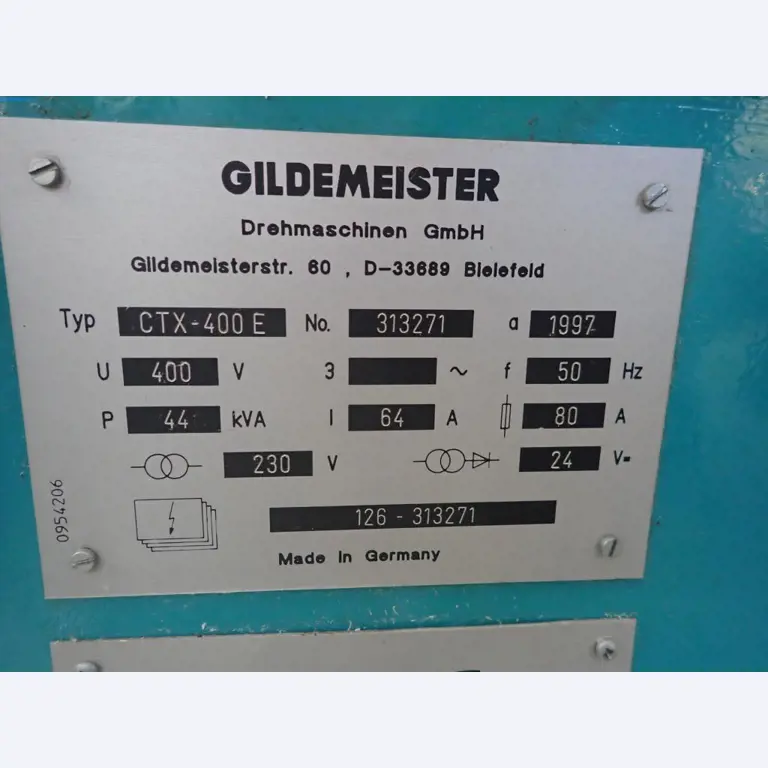 GILDEMEISTER
Drehmaschinen GmbH
Gildemeisterstr. 60 , D-33689 Bielefeld
Typ CTX-400 E No. 313271 a 1997
U 400 V 3 ~ f 50 Hz
P 44 kVA I 64 A 80 A
230 V 24 V=
126 - 313271
Made in Germany
0954206